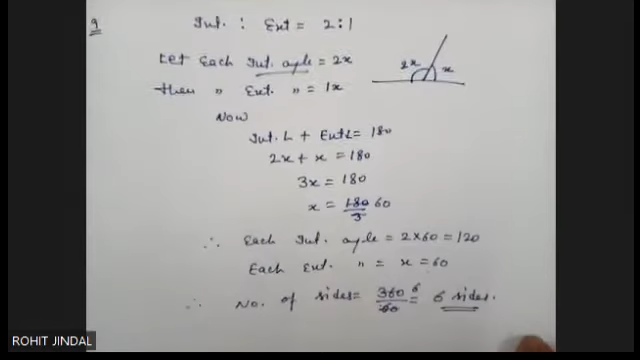 9
Int. : Ext = 2:1
Let Each Int. angle = 2x
then " Ext. " = 1x
2x x
Now
Int. L + Ext L = 180
2x + x = 180
3x = 180
x = 180/3 60
∴ Each Int. angle = 2×60 = 120
Each Ext. " = x = 60
∴ No. of sides = 360/60 6 = 6 sides.
ROHIT JINDAL